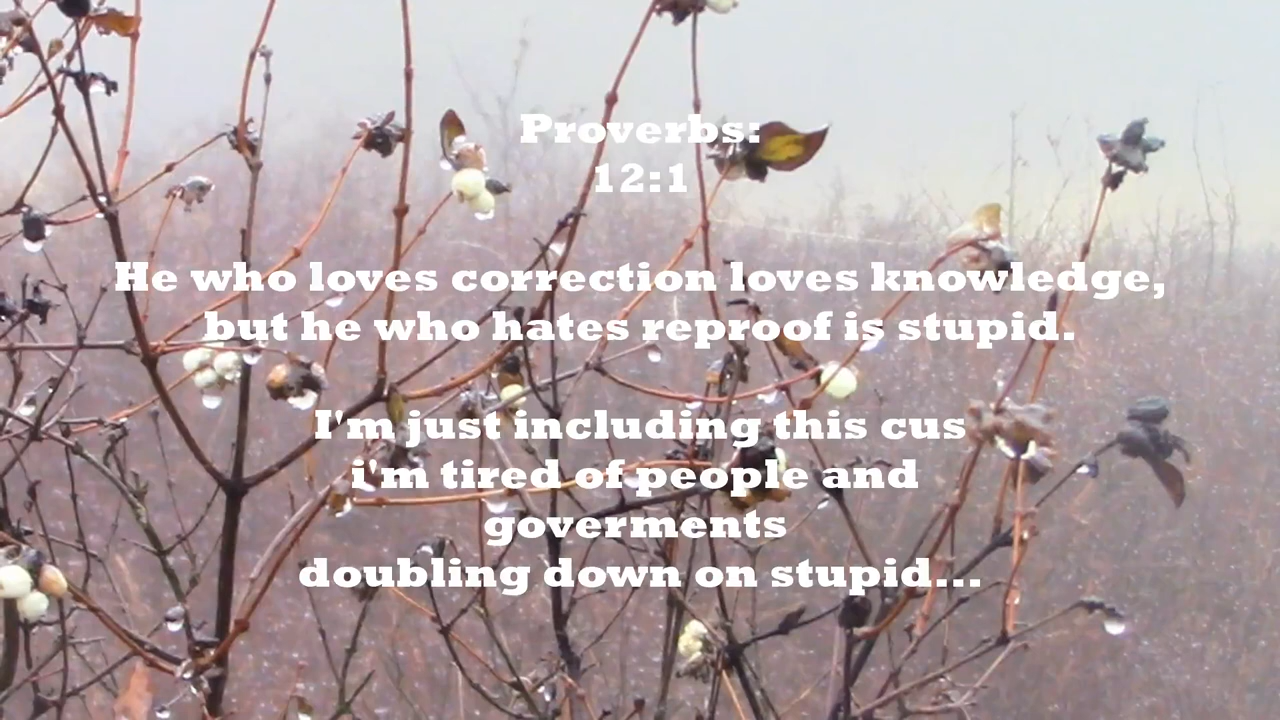 Proverbs:
12:1
He who loves correction loves knowledge,
but he who hates reproof is stupid.
I'm just including this cus
i'm tired of people and
goverments
doubling down on stupid...